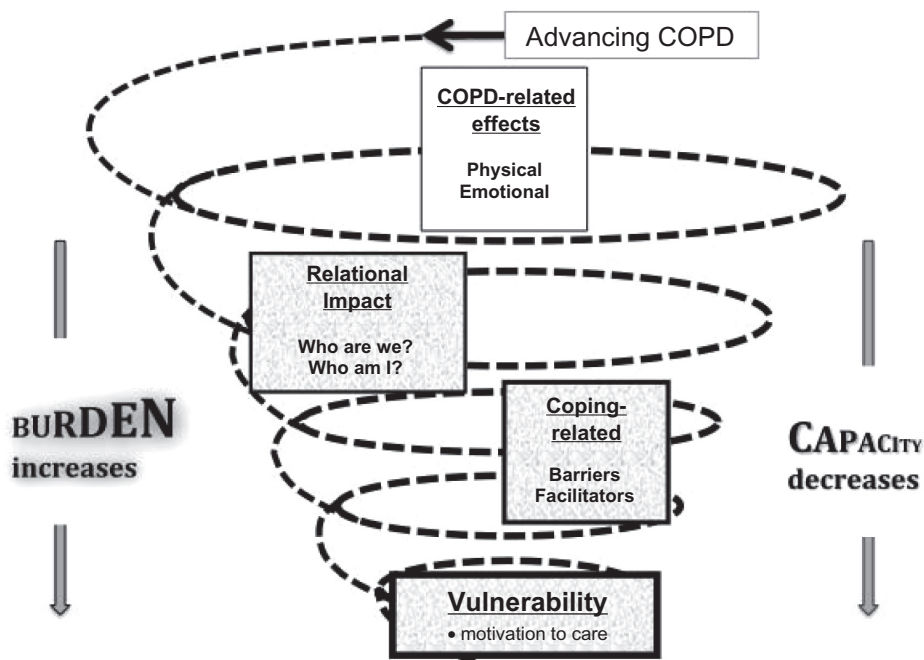 Advancing COPD
COPD-related
effects
Physical
Emotional
Relational
Impact
Who are we?
Who am I?
BURDEN
increases
Coping-
related
Barriers
Facilitators
CAPACITY
decreases
Vulnerability
• motivation to care